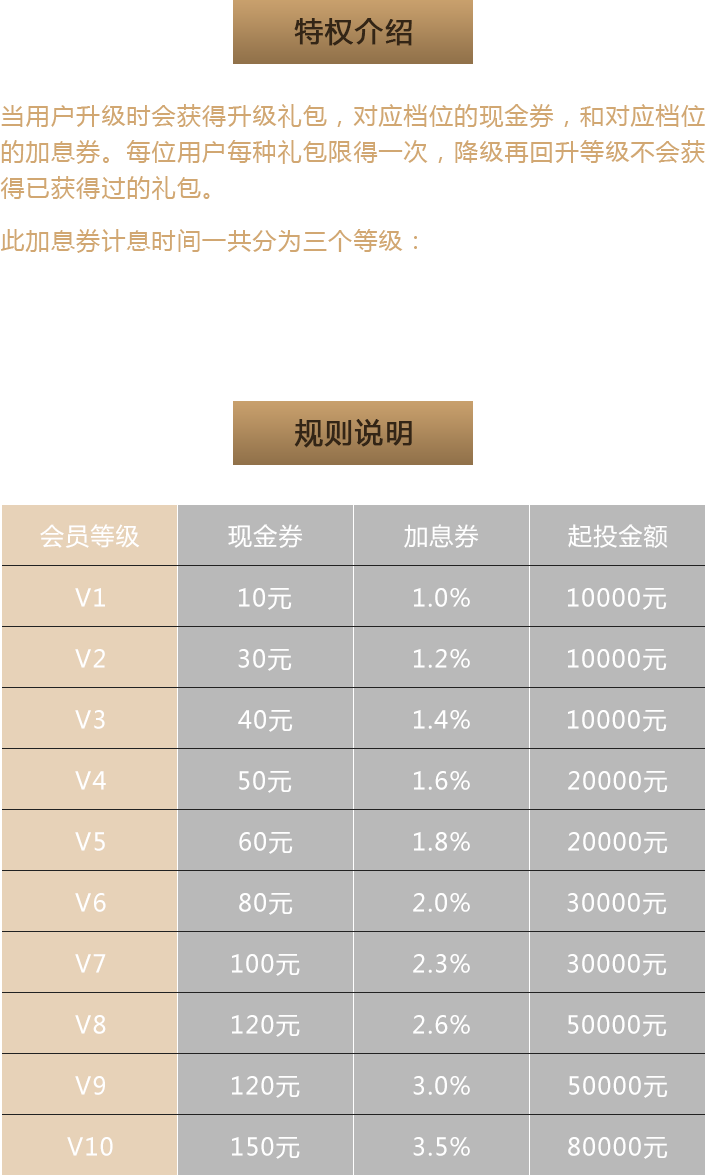 特权介绍
当用户升级时会获得升级礼包，对应档位的现金券，和对应档位
的加息券。每位用户每种礼包限得一次，降级再回升等级不会获
得已获得过的礼包。
此加息券计息时间一共分为三个等级：
规则说明
会员等级 现金券 加息券 起投金额
V1 10元 1.0% 10000元
V2 30元 1.2% 10000元
V3 40元 1.4% 10000元
V4 50元 1.6% 20000元
V5 60元 1.8% 20000元
V6 80元 2.0% 30000元
V7 100元 2.3% 30000元
V8 120元 2.6% 50000元
V9 120元 3.0% 50000元
V10 150元 3.5% 80000元